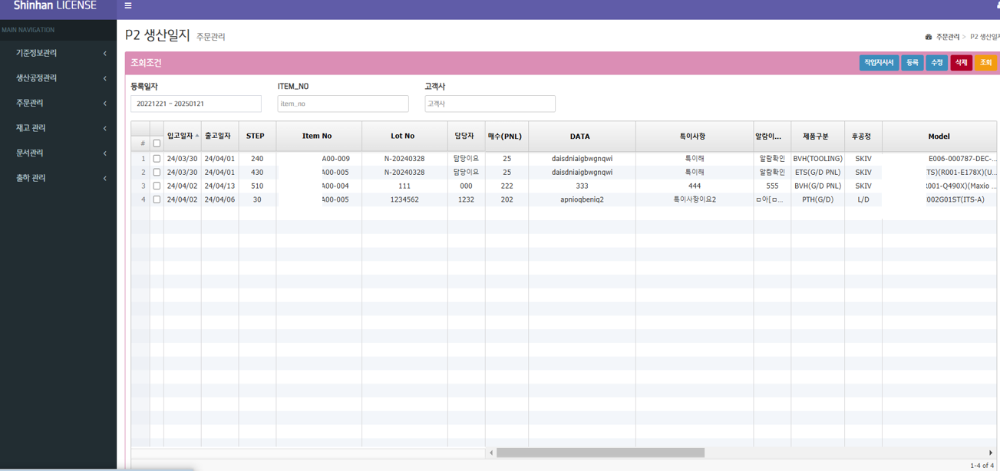 Shinhan LICENSE
MAIN NAVIGATION
기준정보관리
생산공정관리
주문관리
재고 관리
문서관리
출하 관리
P2 생산일지 주문관리
주문관리 > P2 생산일지
조회조건
작업지시서 등록 수정 삭제 조회
등록일자 ITEM_NO 고객사
20221221 - 20250121 item_no 고객사
# 입고일자 출고일자 STEP Item No Lot No 담당자 매수(PNL) DATA 특이사항 알람이... 제품구분 후공정 Model
1 24/03/30 24/04/01 240 A00-009 N-20240328 담당이요 25 daisdniaigbwgnqwi 특이해 알람확인 BVH(TOOLING) SKIV E006-000787-DEC-...
2 24/03/30 24/04/01 430 A00-005 N-20240328 담당이요 25 daisdniaigbwgnqwi 특이해 알람확인 ETS(G/D PNL) SKIV TS)(R001-E178X)(U...
3 24/04/02 24/04/13 510 A00-004 111 000 222 333 444 555 BVH(G/D PNL) SKIV R001-Q490X)(Maxio ...
4 24/04/02 24/04/06 30 A00-005 1234562 1232 202 apnioqbeniq2 특이사항이요2 ㅁ아[ㅁ... PTH(G/D) L/D 002G01ST(ITS-A)
1-4 of 4